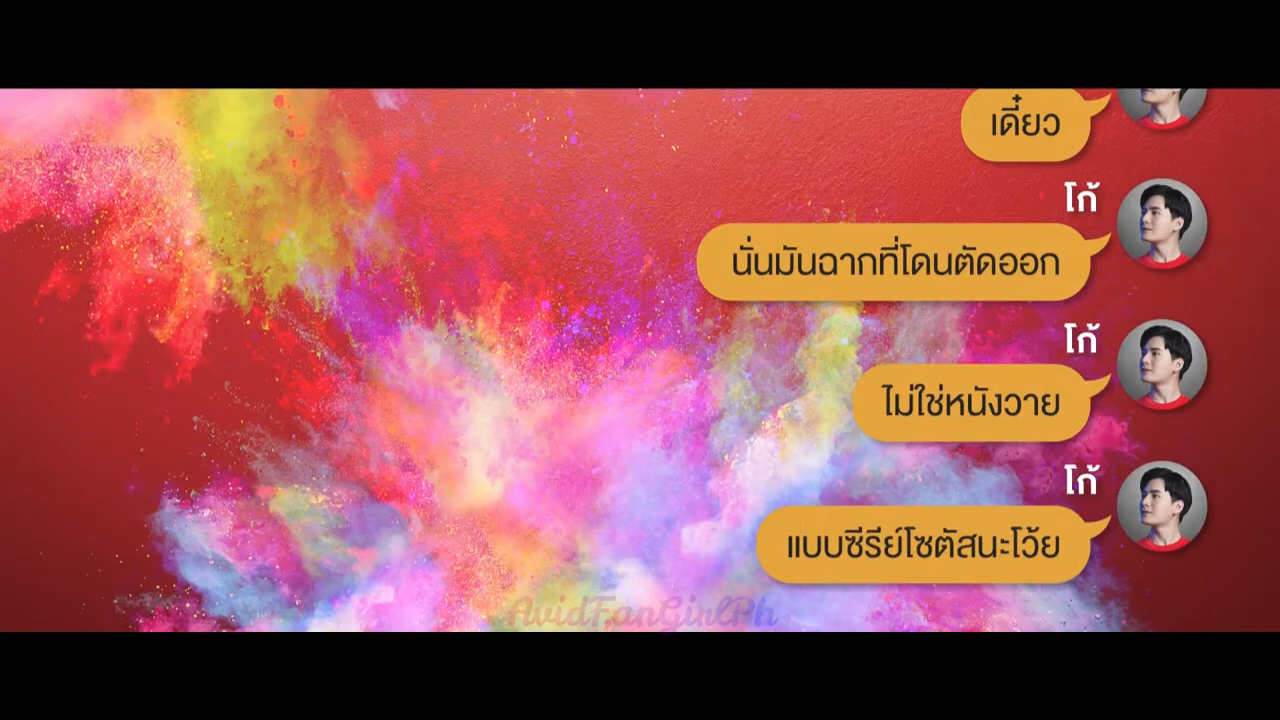 เดี๋ยว
โก้
นั่นมันฉากที่โดนตัดออก
โก้
ไม่ใช่หนังวาย
โก้
แบบซีรีย์โซตัสนะโว้ย
AvidFanGirlPh